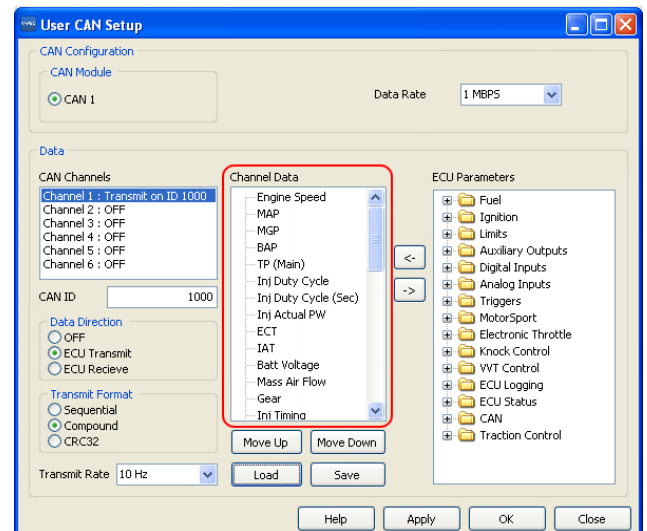 User CAN Setup
CAN Configuration
CAN Module
CAN 1
Data Rate
1 MBPS
Data
CAN Channels
Channel 1 : Transmit on ID 1000
Channel 2 : OFF
Channel 3 : OFF
Channel 4 : OFF
Channel 5 : OFF
Channel 6 : OFF
CAN ID
1000
Data Direction
OFF
ECU Transmit
ECU Recieve
Transmit Format
Sequential
Compound
CRC32
Transmit Rate
10 Hz
Channel Data
Engine Speed
MAP
MGP
BAP
TP (Main)
Inj Duty Cycle
Inj Duty Cycle (Sec)
Inj Actual PW
ECT
IAT
Batt Voltage
Mass Air Flow
Gear
Inj Timing
Move Up
Move Down
Load
Save
<-
->
ECU Parameters
Fuel
Ignition
Limits
Auxiliary Outputs
Digital Inputs
Analog Inputs
Triggers
MotorSport
Electronic Throttle
Knock Control
VVT Control
ECU Logging
ECU Status
CAN
Traction Control
Help
Apply
OK
Close